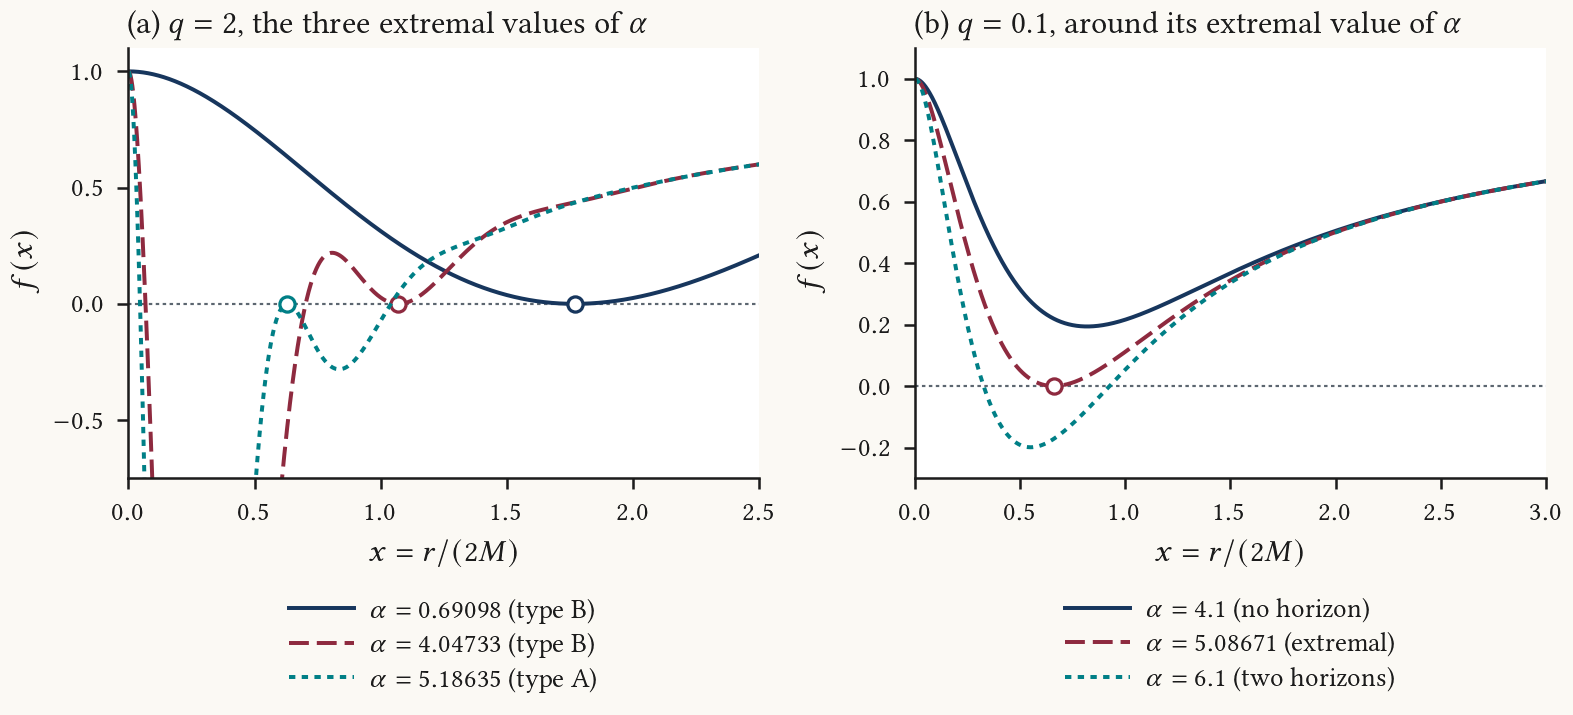 (a) q = 2, the three extremal values of α
1.0
0.5
0.0
−0.5
f (x)
0.0 0.5 1.0 1.5 2.0 2.5
x = r/(2M)
α = 0.69098 (type B)
α = 4.04733 (type B)
α = 5.18635 (type A)
(b) q = 0.1, around its extremal value of α
1.0
0.8
0.6
0.4
0.2
0.0
−0.2
f (x)
0.0 0.5 1.0 1.5 2.0 2.5 3.0
x = r/(2M)
α = 4.1 (no horizon)
α = 5.08671 (extremal)
α = 6.1 (two horizons)